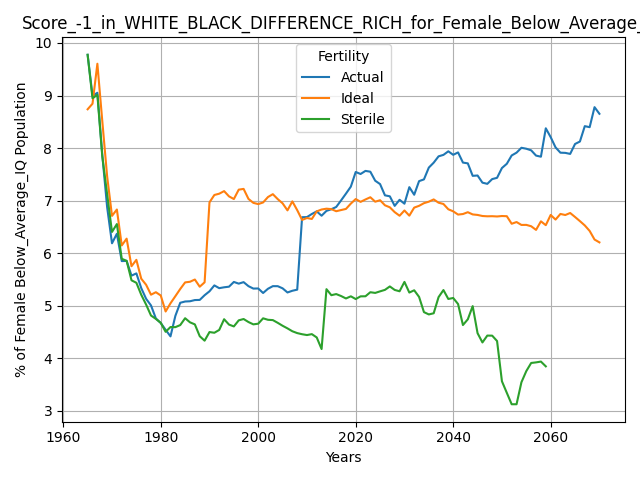 Score_-1_in_WHITE_BLACK_DIFFERENCE_RICH_for_Female_Below_Average_
10
9
8
7
6
5
4
3
% of Female Below_Average_IQ Population
Fertility
Actual
Ideal
Sterile
1960
1980
2000
2020
2040
2060
Years